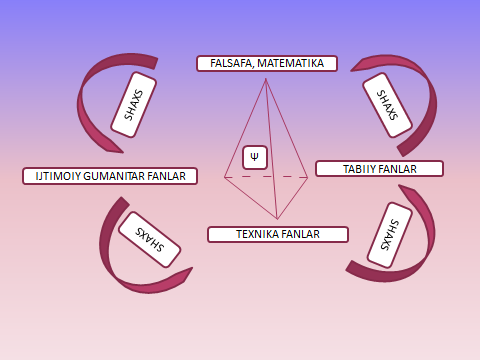 FALSAFA, MATEMATIKA
SHAXS
SHAXS
Ψ
IJTIMOIY GUMANITAR FANLAR
TABIIY FANLAR
SHAXS
SHAXS
TEXNIKA FANLAR